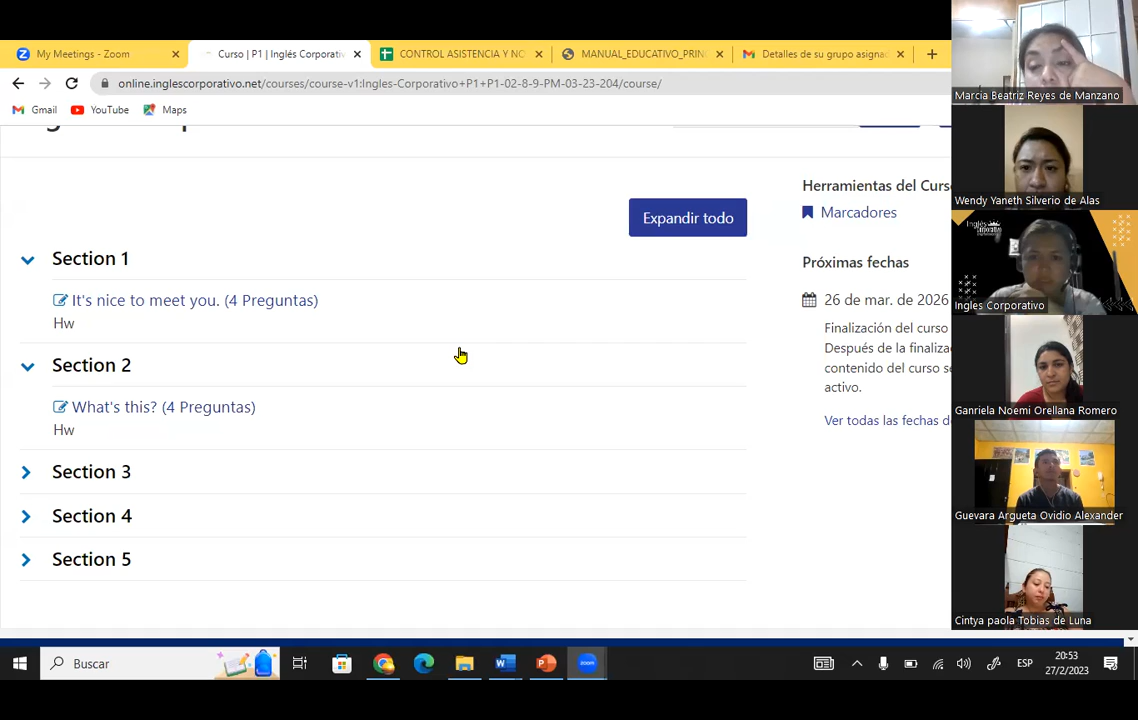 My Meetings - Zoom
Curso | P1 | Inglés Corporativ
CONTROL ASISTENCIA Y NO
MANUAL_EDUCATIVO_PRIN
Detalles de su grupo asignad
online.inglescorporativo.net/courses/course-v1:Ingles-Corporativo+P1+P1-02-8-9-PM-03-23-204/course/
Gmail
YouTube
Maps
Expandir todo
Section 1
It's nice to meet you. (4 Preguntas)
Hw
Section 2
What's this? (4 Preguntas)
Hw
Section 3
Section 4
Section 5
Herramientas del Curs
Marcadores
Próximas fechas
26 de mar. de 2026
Finalización del curso
Después de la finaliza
contenido del curso se
activo.
Ver todas las fechas d
Marcia Beatriz Reyes de Manzano
Wendy Yaneth Silverio de Alas
Inglés
Corporativo
Ingles Corporativo
Ganriela Noemi Orellana Romero
Guevara Argueta Ovidio Alexander
Cintya paola Tobias de Luna
Buscar
zoom
ESP
20:53
27/2/2023